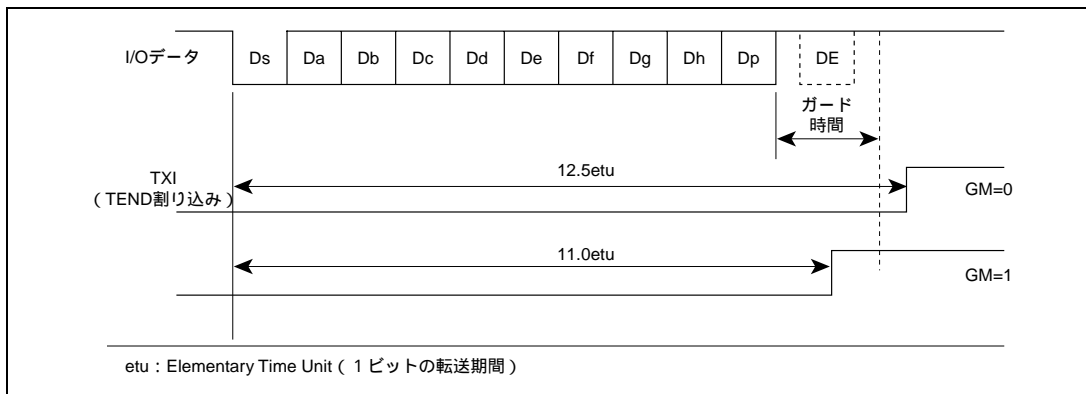 I/Oデータ Ds Da Db Dc Dd De Df Dg Dh Dp DE
ガード
時間
12.5etu
TXI
（TEND割り込み）
GM=0
11.0etu
GM=1
etu：Elementary Time Unit（１ビットの転送期間）